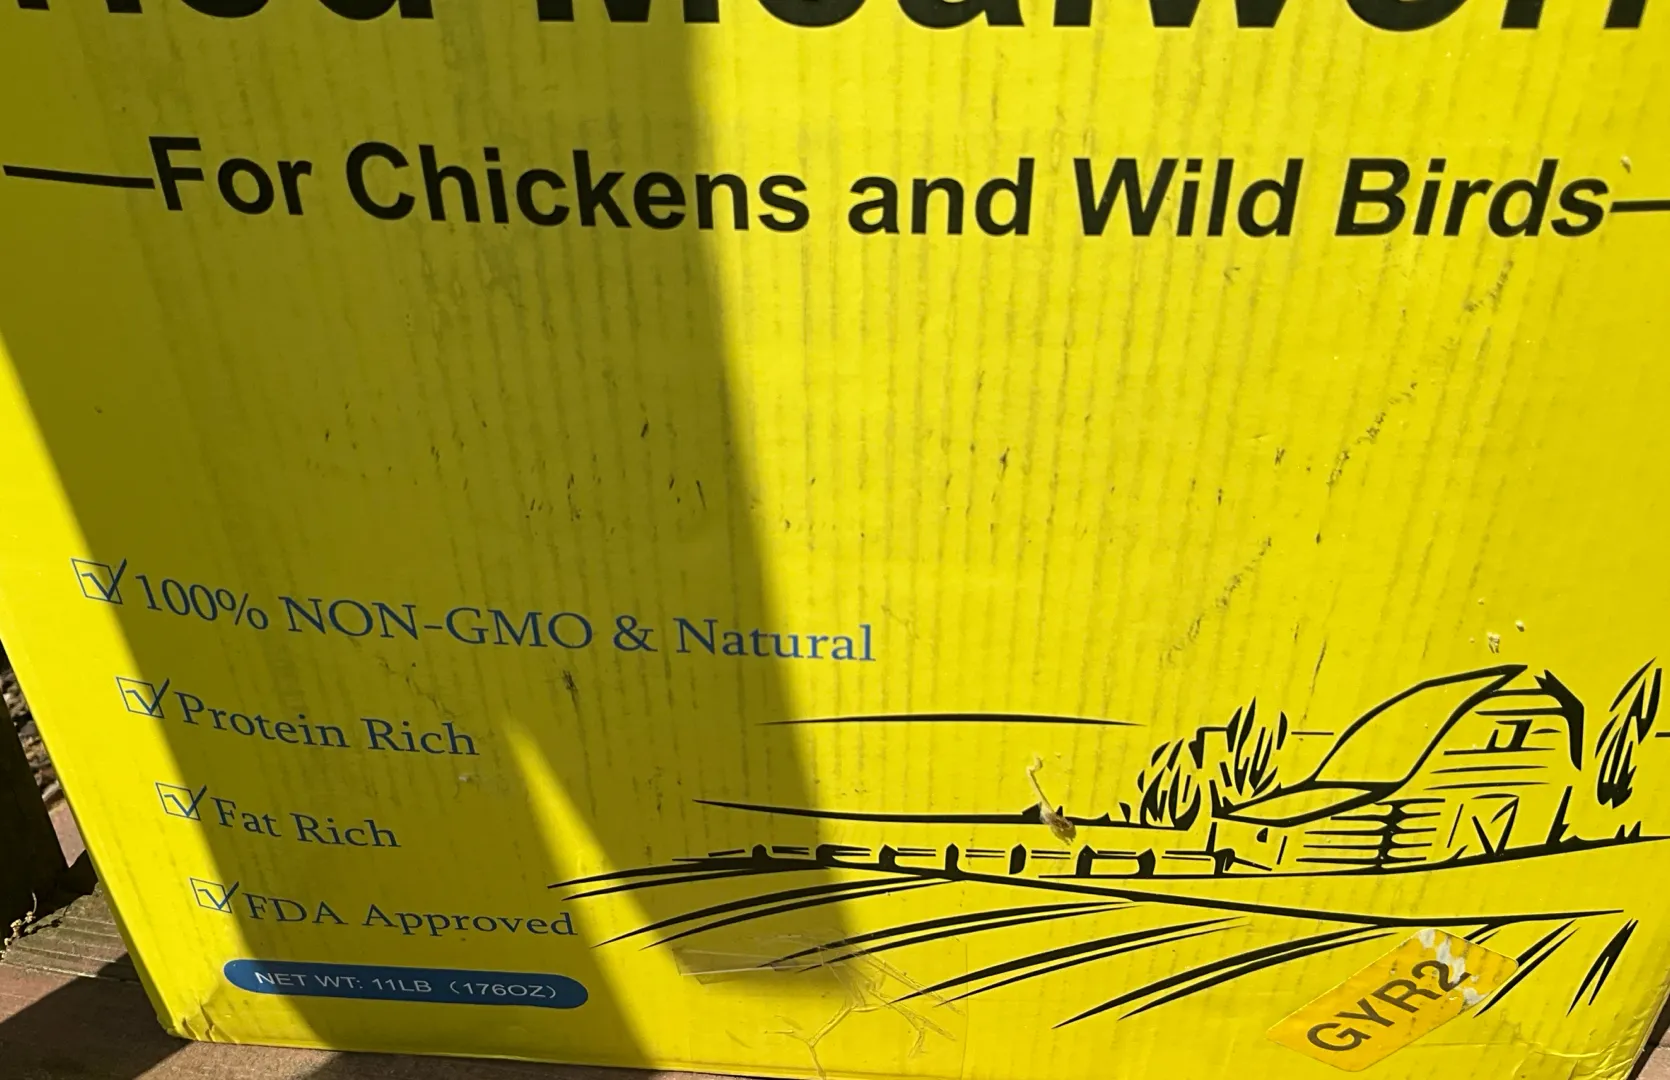 For Chickens and Wild Birds
100% NON-GMO & Natural
Protein Rich
Fat Rich
FDA Approved
NET WT: 11LB (176OZ)
GYR2